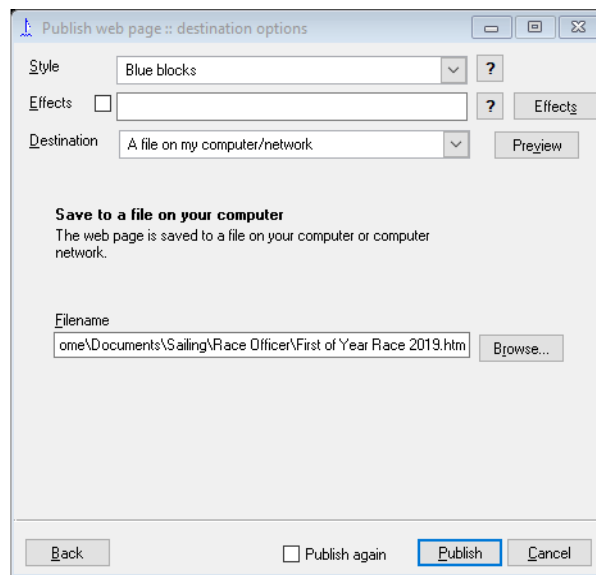 Publish web page :: destination options
Style Blue blocks ?
Effects ? Effects
Destination A file on my computer/network Preview
Save to a file on your computer
The web page is saved to a file on your computer or computer
network.
Filename
ome\Documents\Sailing\Race Officer\First of Year Race 2019.htm Browse...
Back Publish again Publish Cancel